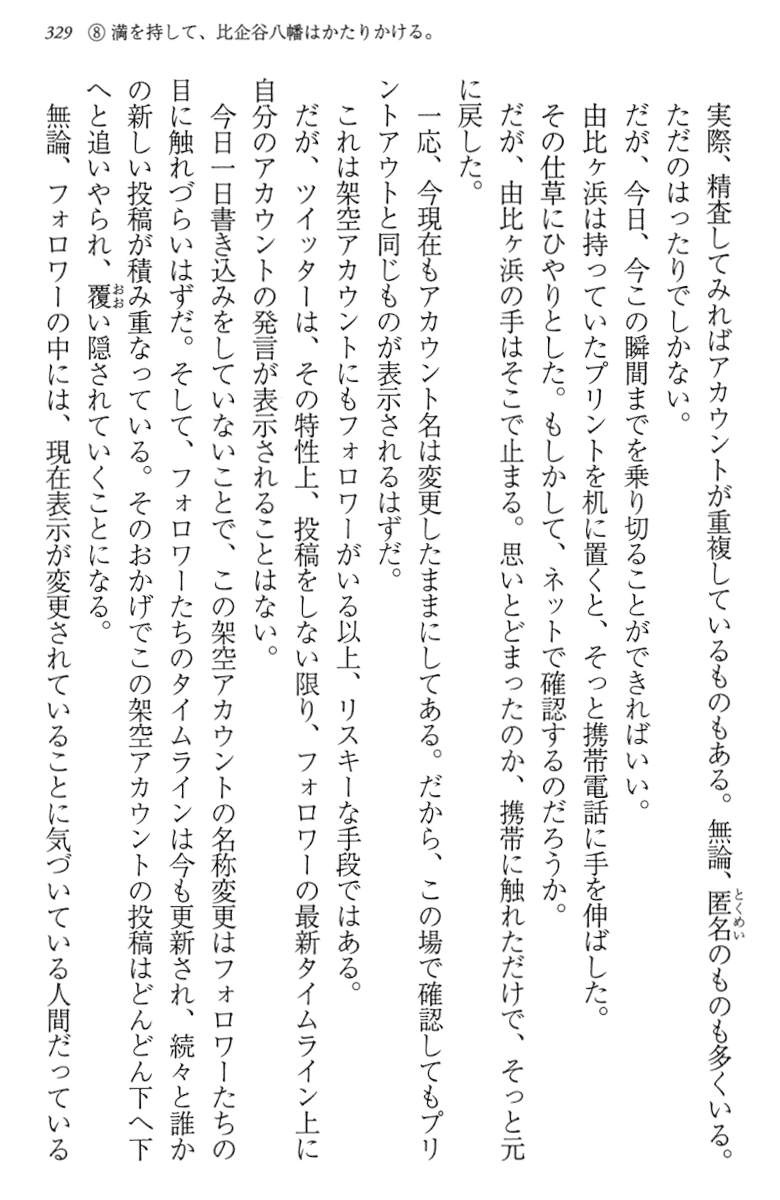 329 ⑧ 満を持して、比企谷八幡はかたりかける。
実際、精査してみればアカウントが重複しているものもある。無論、匿名のものも多くいる。
とくめい
ただのはったりでしかない。
だが、今日、今この瞬間までを乗り切ることができればいい。
由比ヶ浜は持っていたプリントを机に置くと、そっと携帯電話に手を伸ばした。
その仕草にひやりとした。もしかして、ネットで確認するのだろうか。
だが、由比ヶ浜の手はそこで止まる。思いとどまったのか、携帯に触れただけで、そっと元
に戻した。
一応、今現在もアカウント名は変更したままにしてある。だから、この場で確認してもプリ
ントアウトと同じものが表示されるはずだ。
これは架空アカウントにもフォロワーがいる以上、リスキーな手段ではある。
だが、ツイッターは、その特性上、投稿をしない限り、フォロワーの最新タイムライン上に
自分のアカウントの発言が表示されることはない。
今日一日書き込みをしていないことで、この架空アカウントの名称変更はフォロワーたちの
目に触れづらいはずだ。そして、フォロワーたちのタイムラインは今も更新され、続々と誰か
の新しい投稿が積み重なっている。そのおかげでこの架空アカウントの投稿はどんどん下へ下
へと追いやられ、覆い隠されていくことになる。
おお
無論、フォロワーの中には、現在表示が変更されていることに気づいている人間だっている